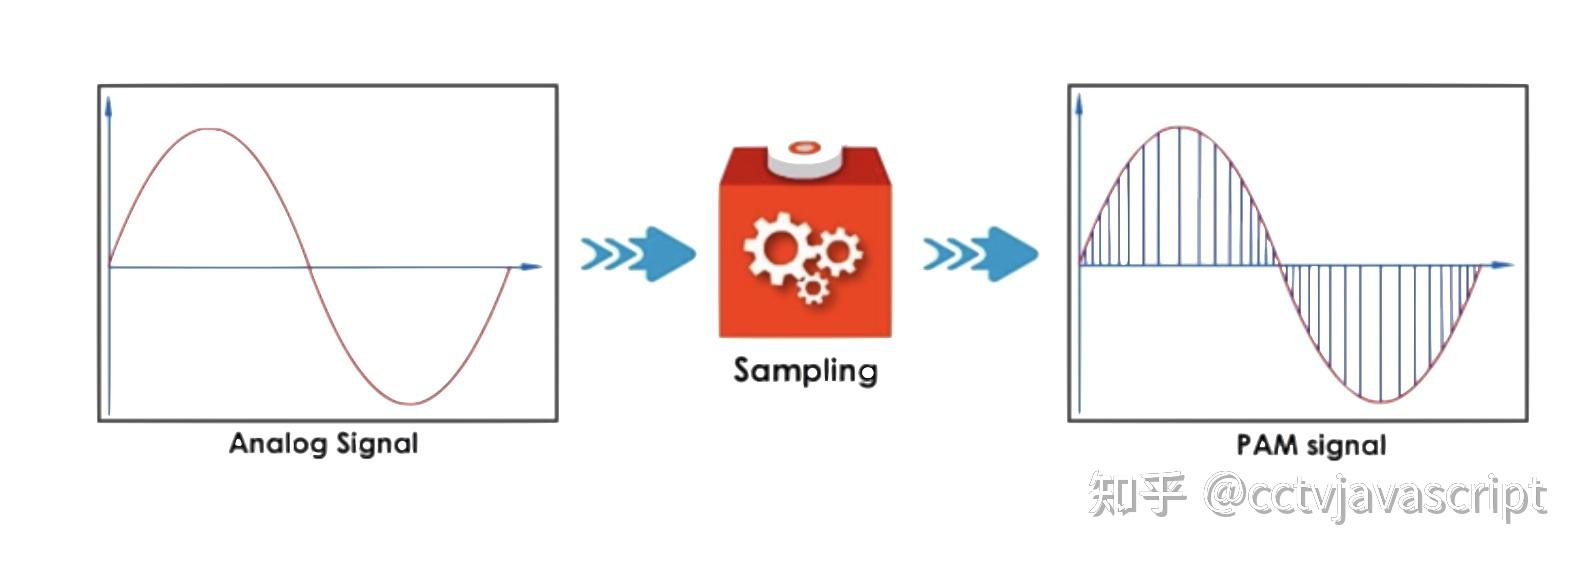 Sampling
Analog Signal
PAM signal
知乎 @cctvjavascript